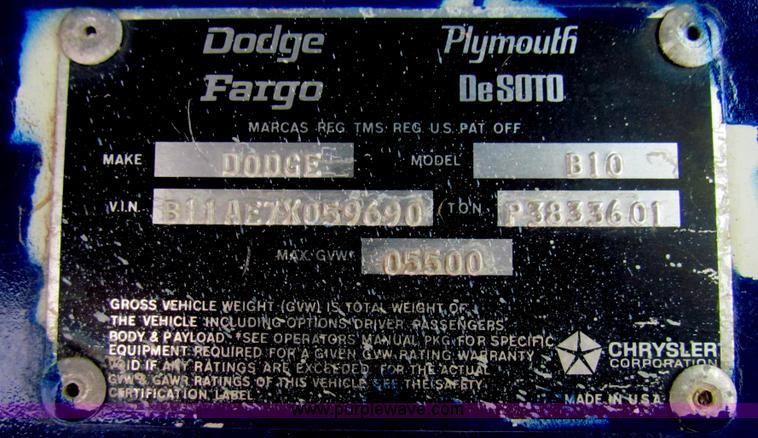 Dodge Plymouth
Fargo DeSOTO
MARCAS REG. TMS. REG. U.S. PAT. OFF.
MAKE DODGE MODEL B10
V.I.N. B11AE7X059690 T.O.N. P3833601
MAX. GVW* 05500
GROSS VEHICLE WEIGHT (GVW) IS TOTAL WEIGHT OF
THE VEHICLE INCLUDING OPTIONS DRIVER, PASSENGERS
BODY & PAYLOAD. *SEE OPERATORS MANUAL PKG FOR SPECIFIC
EQUIPMENT REQUIRED FOR A GIVEN GVW RATING WARRANTY
VOID IF ANY RATINGS ARE EXCEEDED. FOR THE ACTUAL
GVW & GAWR RATINGS OF THIS VEHICLE SEE THE SAFETY
CERTIFICATION LABEL
CHRYSLER
CORPORATION
MADE IN U.S.A.
www.purplewave.com